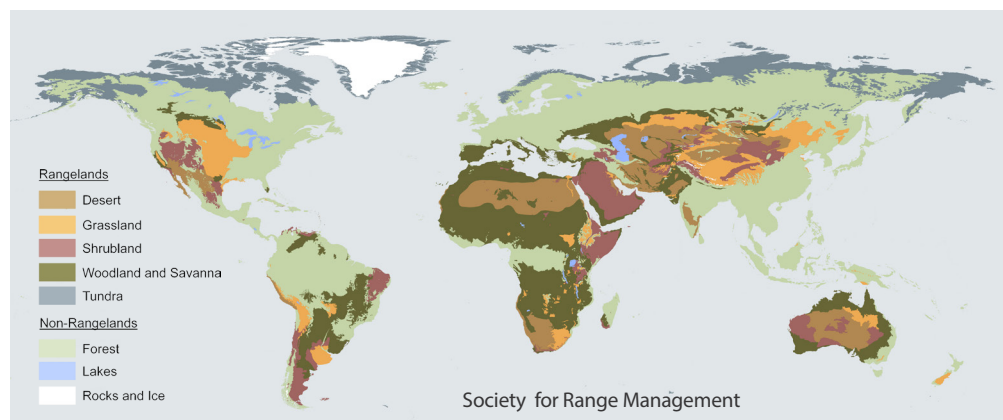 Rangelands
Desert
Grassland
Shrubland
Woodland and Savanna
Tundra
Non-Rangelands
Forest
Lakes
Rocks and Ice
Society for Range Management